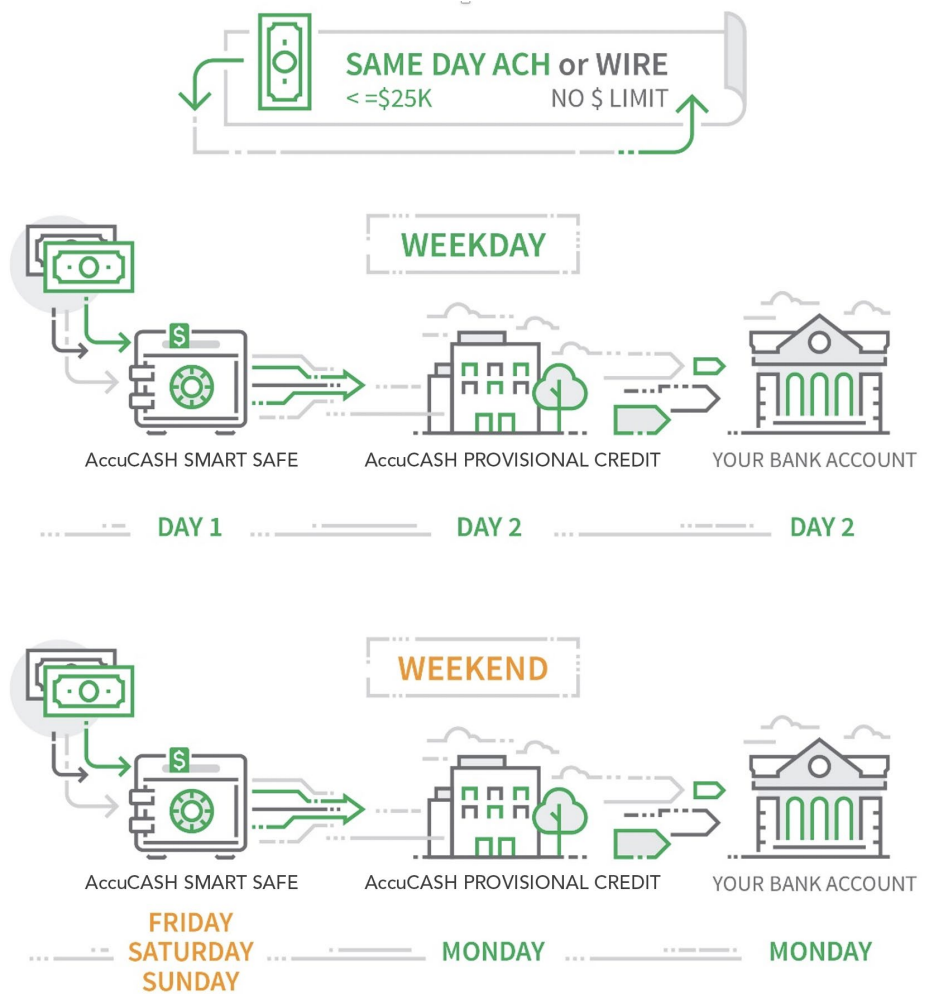 SAME DAY ACH or WIRE
< =$25K NO $ LIMIT
WEEKDAY
$
AccuCASH SMART SAFE AccuCASH PROVISIONAL CREDIT YOUR BANK ACCOUNT
DAY 1 DAY 2 DAY 2
WEEKEND
$
AccuCASH SMART SAFE AccuCASH PROVISIONAL CREDIT YOUR BANK ACCOUNT
FRIDAY
SATURDAY MONDAY MONDAY
SUNDAY